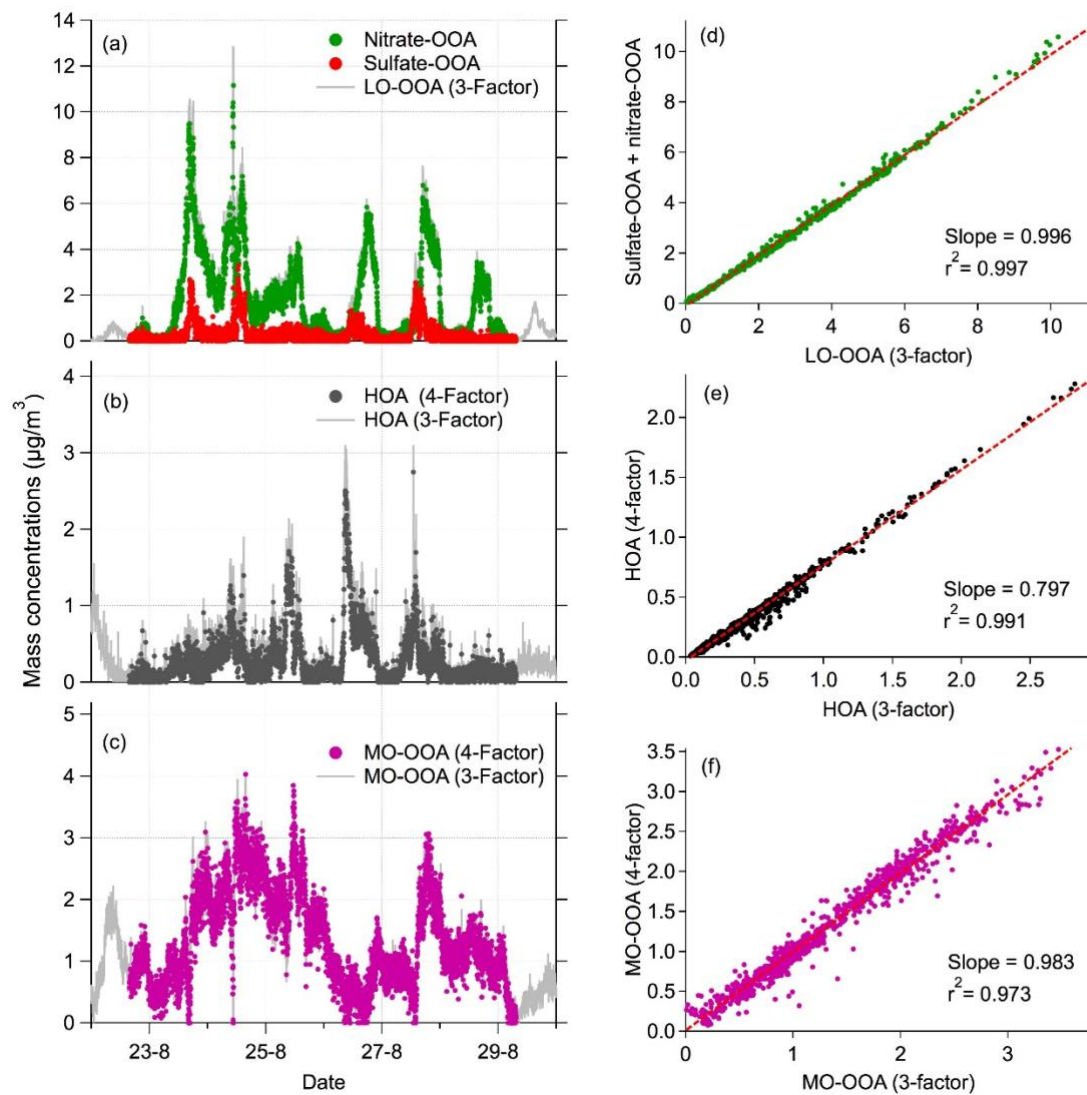 (a)
Nitrate-OOA
Sulfate-OOA
LO-OOA (3-Factor)
14
12
10
8
6
4
2
0
(b)
HOA (4-Factor)
HOA (3-Factor)
4
3
2
1
0
(c)
MO-OOA (4-Factor)
MO-OOA (3-Factor)
5
4
3
2
1
0
Mass concentrations (µg/m³)
23-8 25-8 27-8 29-8
Date
(d)
10
8
6
4
2
0
Sulfate-OOA + nitrate-OOA
Slope = 0.996
r² = 0.997
0 2 4 6 8 10
LO-OOA (3-factor)
(e)
2.0
1.5
1.0
0.5
0.0
HOA (4-factor)
Slope = 0.797
r² = 0.991
0.0 0.5 1.0 1.5 2.0 2.5
HOA (3-factor)
(f)
3.5
3.0
2.5
2.0
1.5
1.0
0.5
0.0
MO-OOA (4-factor)
Slope = 0.983
r² = 0.973
0 1 2 3
MO-OOA (3-factor)